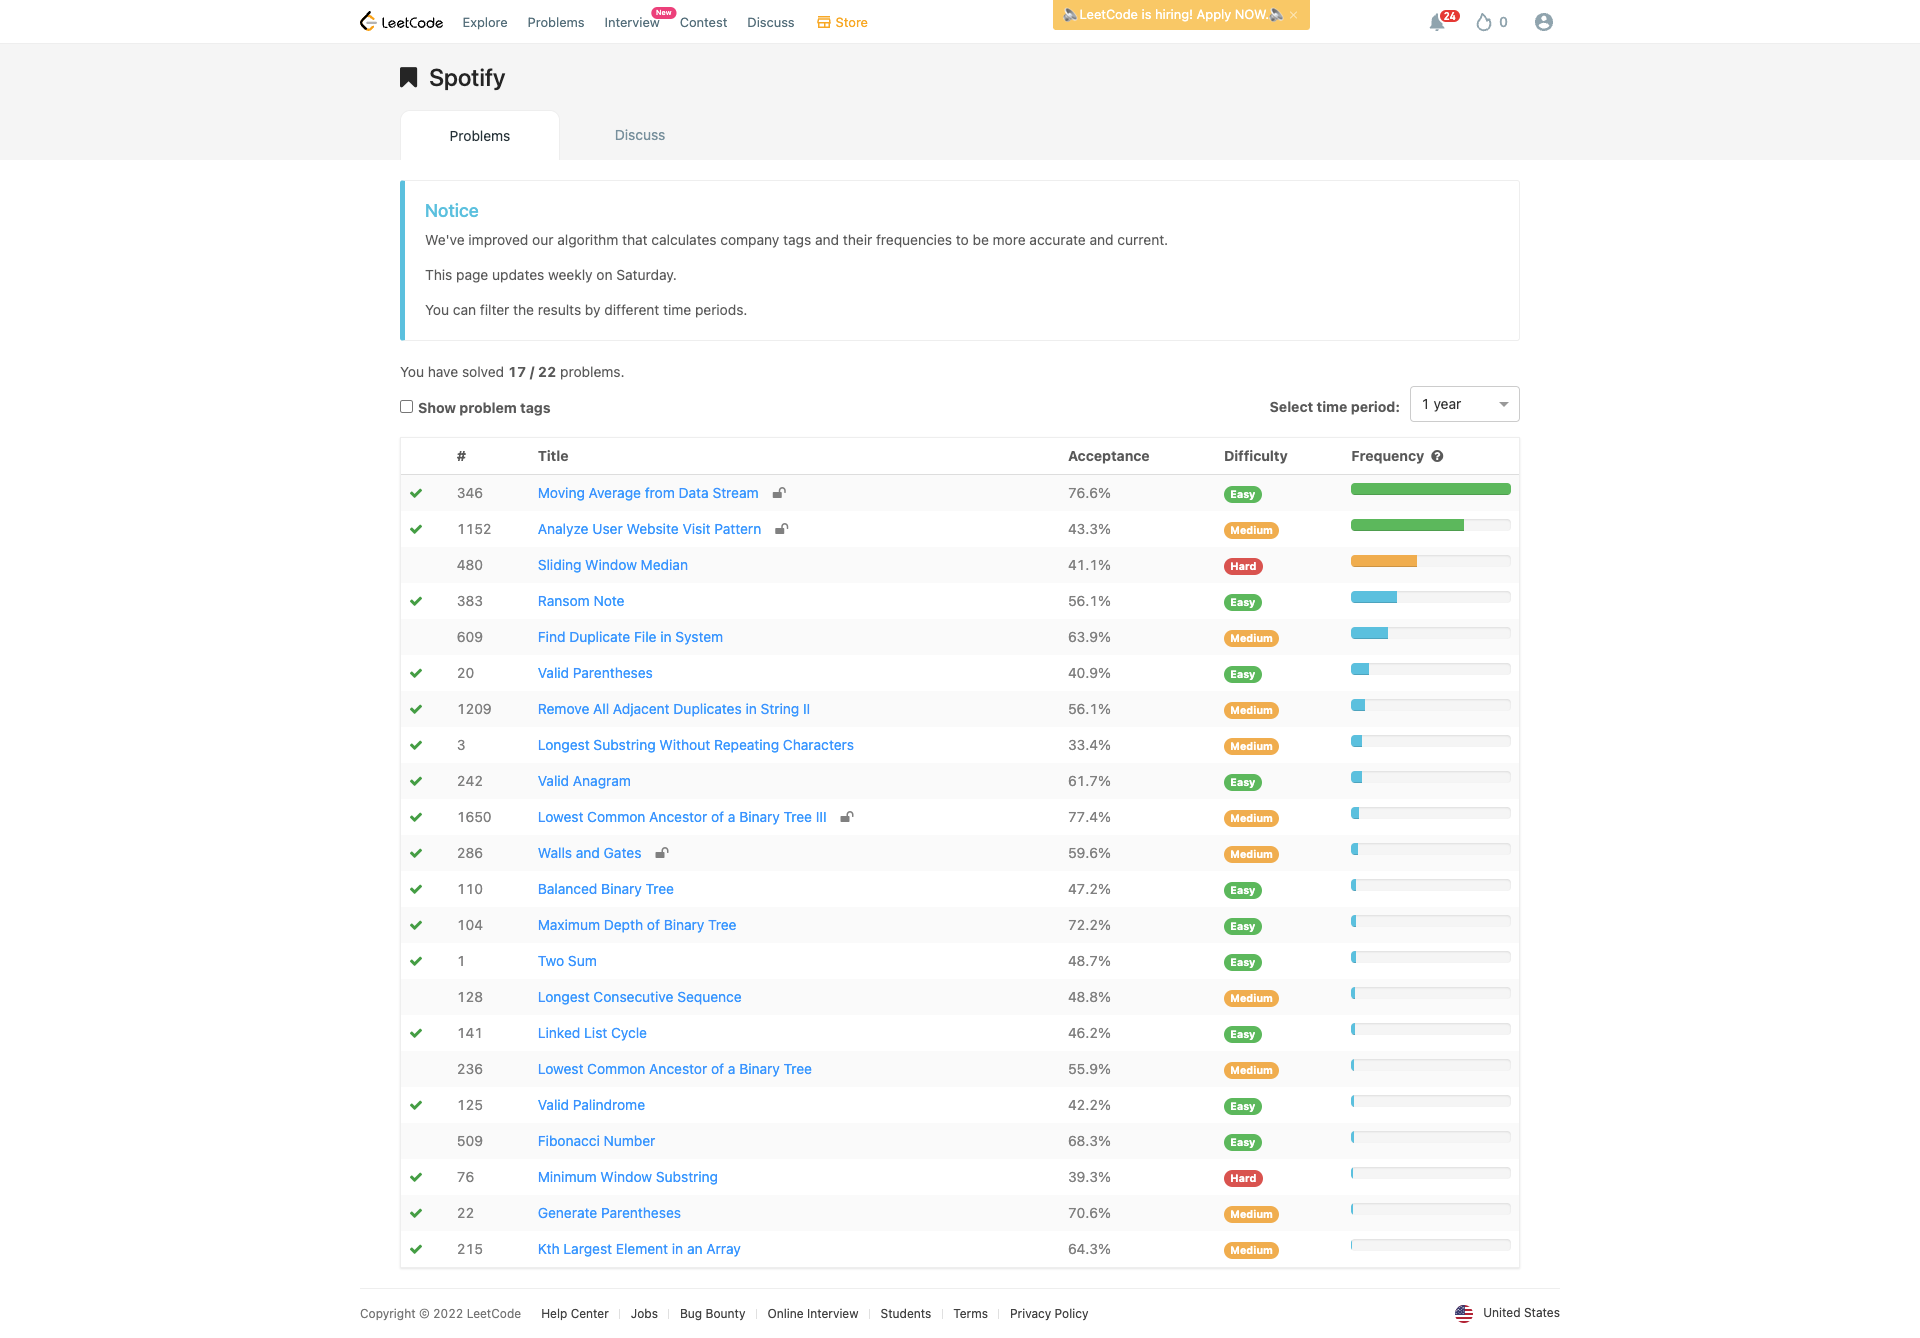 LeetCode Explore Problems Interview New Contest Discuss Store LeetCode is hiring! Apply NOW. × 24 0
Spotify
Problems Discuss
Notice
We've improved our algorithm that calculates company tags and their frequencies to be more accurate and current.
This page updates weekly on Saturday.
You can filter the results by different time periods.
You have solved 17 / 22 problems.
Show problem tags Select time period: 1 year
# Title Acceptance Difficulty Frequency ?
346 Moving Average from Data Stream 76.6% Easy
1152 Analyze User Website Visit Pattern 43.3% Medium
480 Sliding Window Median 41.1% Hard
383 Ransom Note 56.1% Easy
609 Find Duplicate File in System 63.9% Medium
20 Valid Parentheses 40.9% Easy
1209 Remove All Adjacent Duplicates in String II 56.1% Medium
3 Longest Substring Without Repeating Characters 33.4% Medium
242 Valid Anagram 61.7% Easy
1650 Lowest Common Ancestor of a Binary Tree III 77.4% Medium
286 Walls and Gates 59.6% Medium
110 Balanced Binary Tree 47.2% Easy
104 Maximum Depth of Binary Tree 72.2% Easy
1 Two Sum 48.7% Easy
128 Longest Consecutive Sequence 48.8% Medium
141 Linked List Cycle 46.2% Easy
236 Lowest Common Ancestor of a Binary Tree 55.9% Medium
125 Valid Palindrome 42.2% Easy
509 Fibonacci Number 68.3% Easy
76 Minimum Window Substring 39.3% Hard
22 Generate Parentheses 70.6% Medium
215 Kth Largest Element in an Array 64.3% Medium
Copyright © 2022 LeetCode Help Center Jobs Bug Bounty Online Interview Students Terms Privacy Policy United States